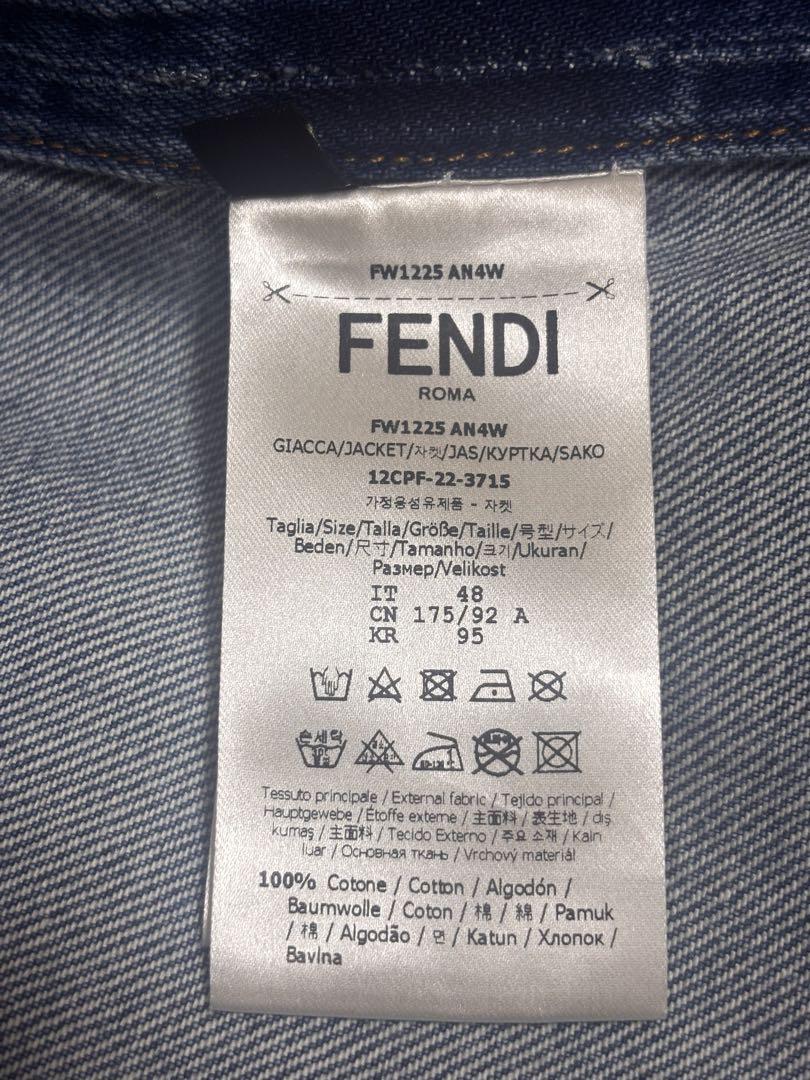 FW1225 AN4W
FENDI
ROMA
FW1225 AN4W
GIACCA/JACKET/자켓/JAS/КУРТКА/SAKO
12CPF-22-3715
가정용섬유제품 - 자켓
Taglia/Size/Talla/Größe/Taille/号型/サイズ/
Beden/尺寸/Tamanho/크기/Ukuran/
Размер/Velikost
IT 48
CN 175/92 A
KR 95
손세탁
Tessuto principale / External fabric / Tejido principal /
Hauptgewebe / Étoffe externe / 主面料 / 表生地 / dış
kumaş / 主面料 / Tecido Externo / 주요 소재 / Kain
luar / Основная ткань / Vrchový materiál
100% Cotone / Cotton / Algodón /
Baumwolle / Coton / 棉 / 綿 / Pamuk
/ 棉 / Algodão / 면 / Katun / Хлопок /
Bavlna